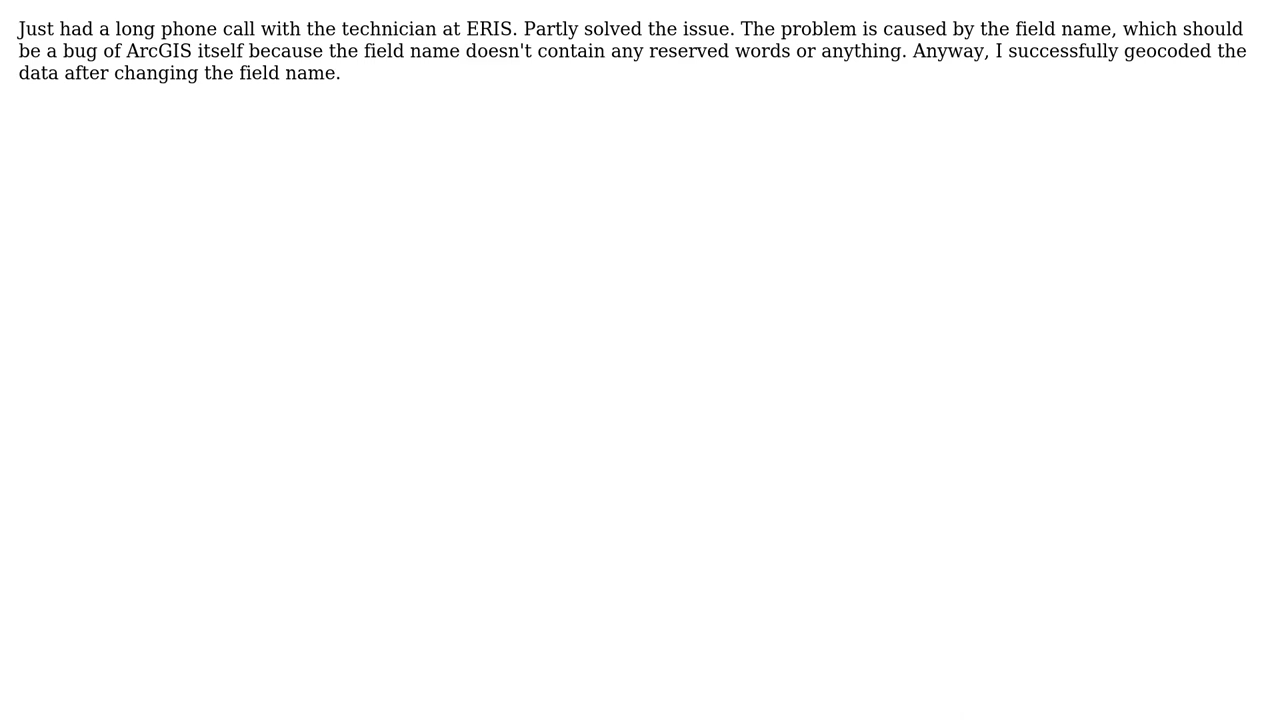 Just had a long phone call with the technician at ERIS. Partly solved the issue. The problem is caused by the field name, which should
be a bug of ArcGIS itself because the field name doesn't contain any reserved words or anything. Anyway, I successfully geocoded the
data after changing the field name.